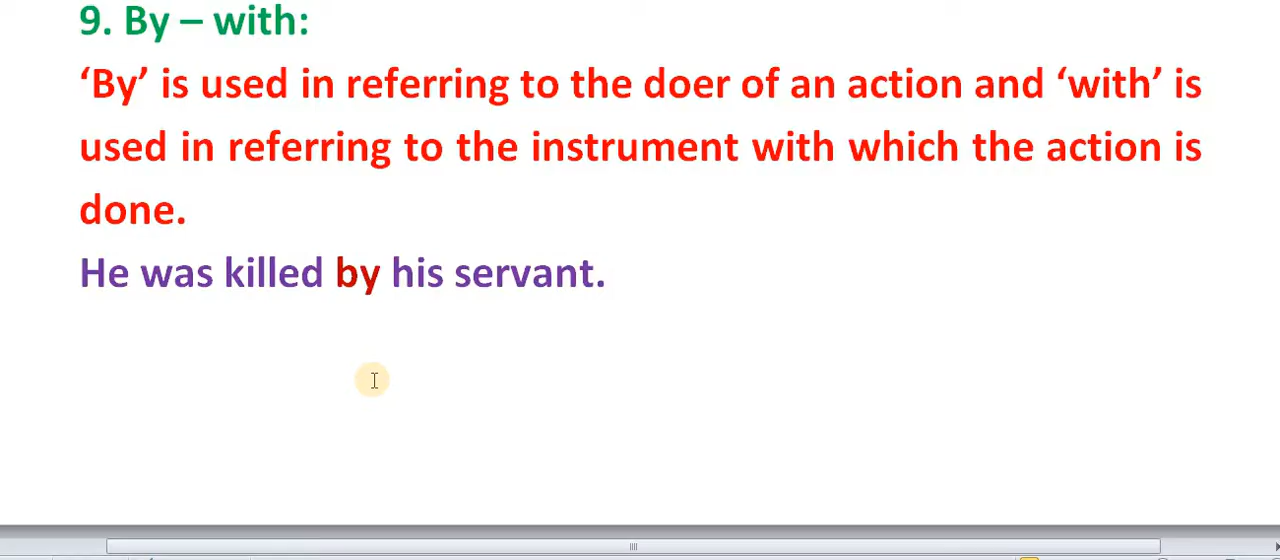 9. By – with:
‘By’ is used in referring to the doer of an action and ‘with’ is
used in referring to the instrument with which the action is
done.
He was killed by his servant.